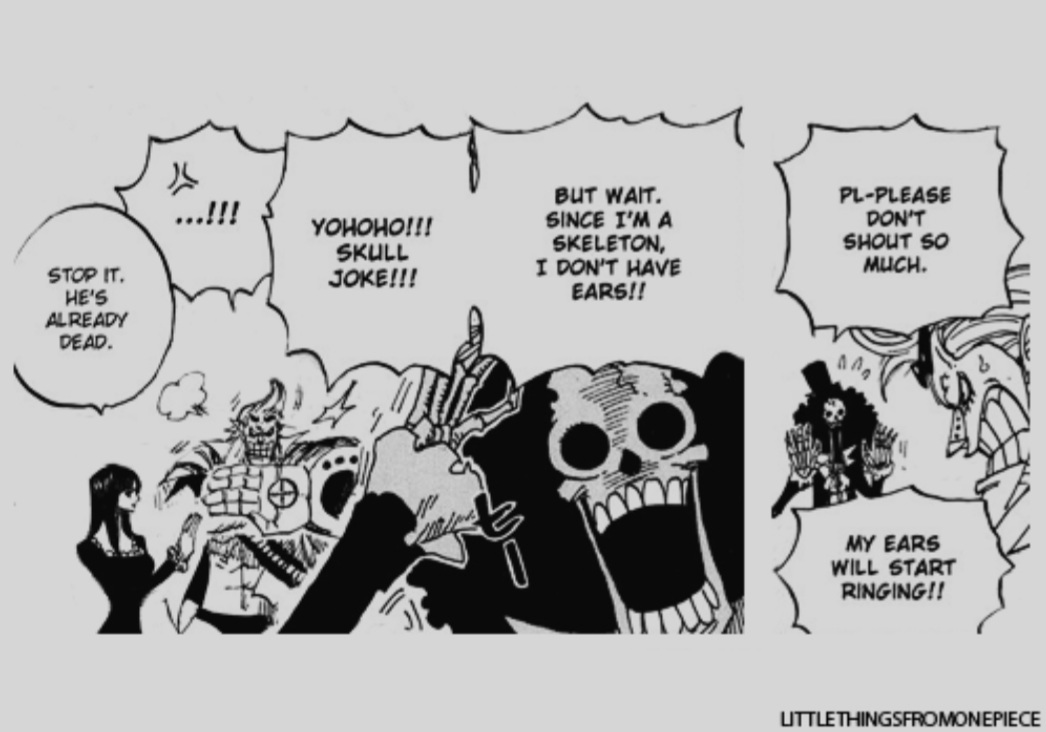 PL-PLEASE
DON'T
SHOUT SO
MUCH.
MY EARS
WILL START
RINGING!!
BUT WAIT.
SINCE I'M A
SKELETON,
I DON'T HAVE
EARS!!
YOHOHO!!!
SKULL
JOKE!!!
...!!!
STOP IT.
HE'S
ALREADY
DEAD.
LITTLETHINGSFROMONEPIECE